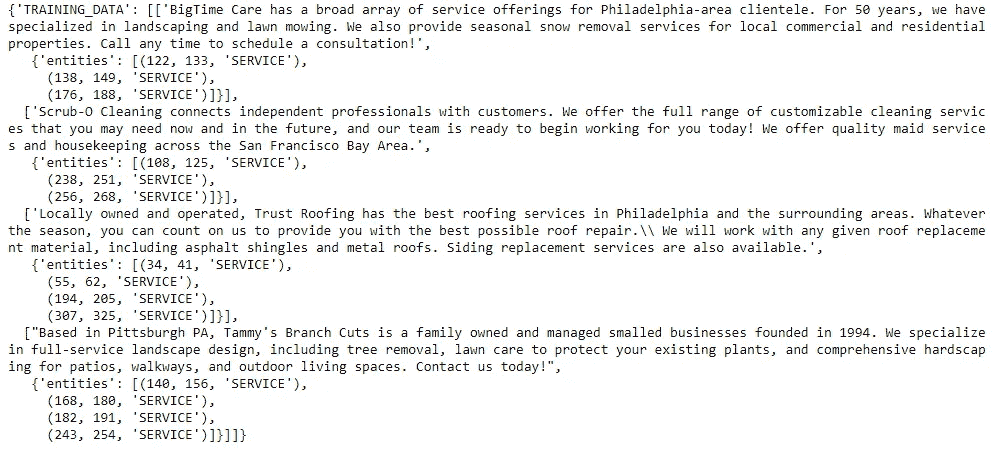 {'TRAINING_DATA': [['BigTime Care has a broad array of service offerings for Philadelphia-area clientele. For 50 years, we have
specialized in landscaping and lawn mowing. We also provide seasonal snow removal services for local commercial and residential
properties. Call any time to schedule a consultation!',
{'entities': [(122, 133, 'SERVICE'),
(138, 149, 'SERVICE'),
(176, 188, 'SERVICE')]}],
['Scrub-O Cleaning connects independent professionals with customers. We offer the full range of customizable cleaning servic
es that you may need now and in the future, and our team is ready to begin working for you today! We offer quality maid service
s and housekeeping across the San Francisco Bay Area.',
{'entities': [(108, 125, 'SERVICE'),
(238, 251, 'SERVICE'),
(256, 268, 'SERVICE')]}],
['Locally owned and operated, Trust Roofing has the best roofing services in Philadelphia and the surrounding areas. Whatever
the season, you can count on us to provide you with the best possible roof repair.\\ We will work with any given roof replaceme
nt material, including asphalt shingles and metal roofs. Siding replacement services are also available.',
{'entities': [(34, 41, 'SERVICE'),
(55, 62, 'SERVICE'),
(194, 205, 'SERVICE'),
(307, 325, 'SERVICE')]}],
["Based in Pittsburgh PA, Tammy's Branch Cuts is a family owned and managed smalled businesses founded in 1994. We specialize
in full-service landscape design, including tree removal, lawn care to protect your existing plants, and comprehensive hardscap
ing for patios, walkways, and outdoor living spaces. Contact us today!",
{'entities': [(140, 156, 'SERVICE'),
(168, 180, 'SERVICE'),
(182, 191, 'SERVICE'),
(243, 254, 'SERVICE')]}]]}